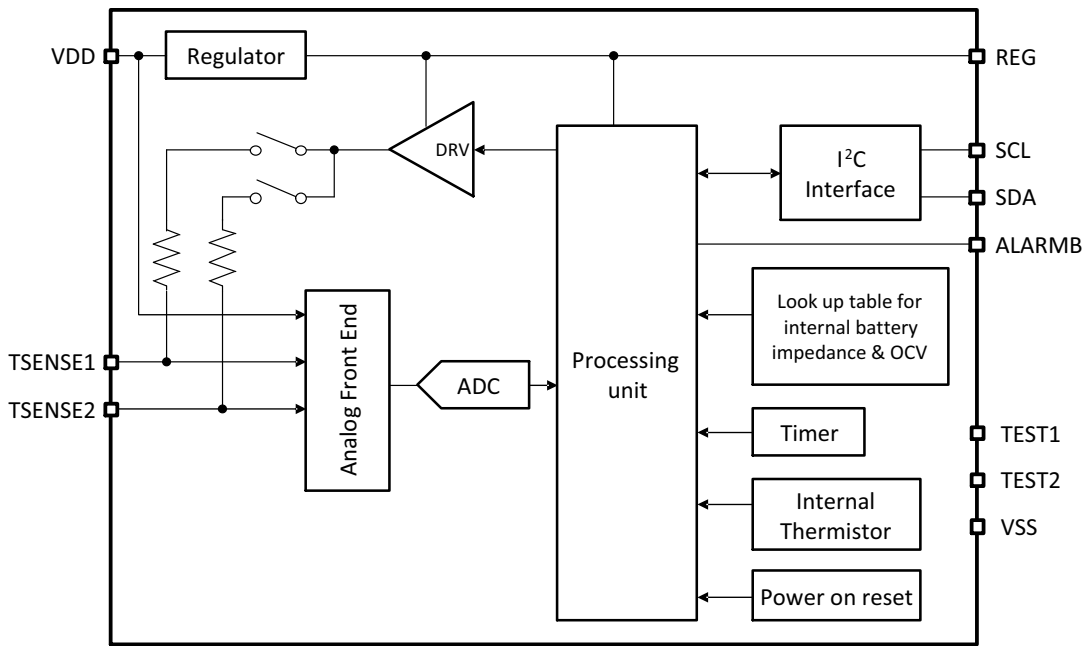 VDD
Regulator
REG
DRV
I²C
Interface
SCL
SDA
ALARMB
Look up table for
internal battery
impedance & OCV
Analog Front End
TSENSE1
TSENSE2
ADC
Processing
unit
Timer
TEST1
TEST2
Internal
Thermistor
VSS
Power on reset